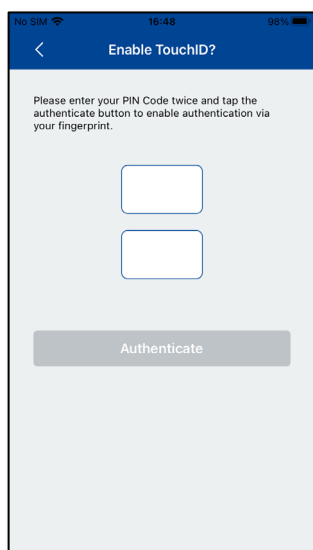 No SIM 16:48 98%
Enable TouchID?
Please enter your PIN Code twice and tap the
authenticate button to enable authentication via
your fingerprint.
Authenticate